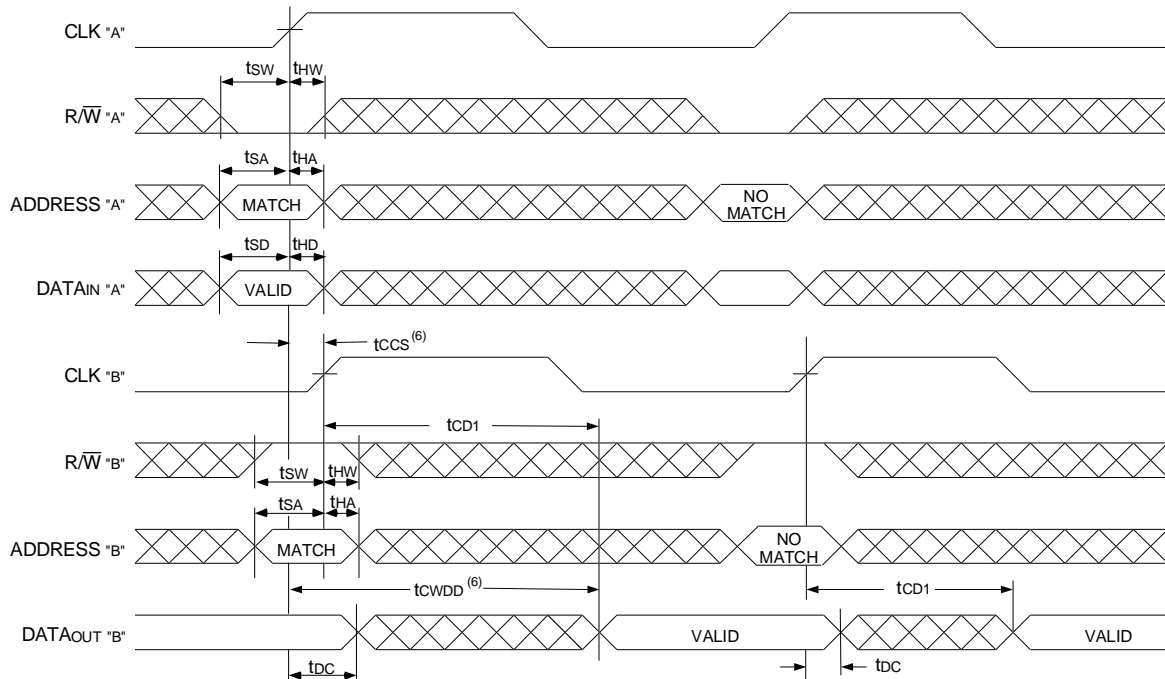 CLK "A"
tSW tHW
R/W̅ "A"
tSA tHA
ADDRESS "A" MATCH NO MATCH
tSD tHD
DATAIN "A" VALID
tCCS (6)
CLK "B"
tCD1
R/W̅ "B"
tSW tHW
tSA tHA
ADDRESS "B" MATCH NO MATCH
tCWDD (6) tCD1
DATAOUT "B" VALID VALID
tDC tDC